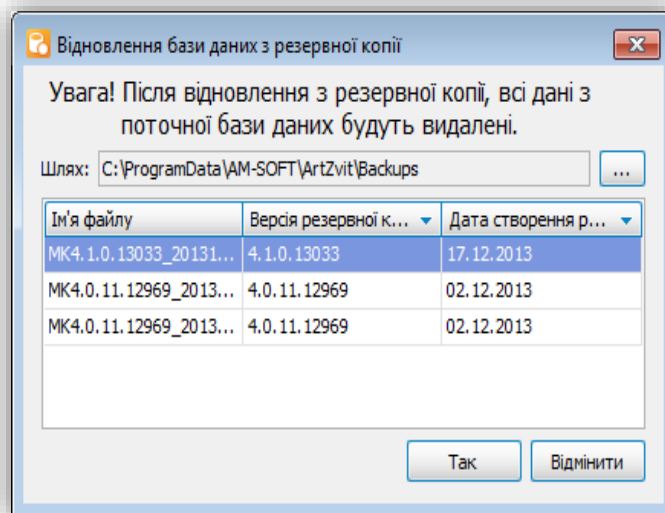 Відновлення бази даних з резервної копії
Увага! Після відновлення з резервної копії, всі дані з
поточної бази даних будуть видалені.
Шлях: C:\ProgramData\AM-SOFT\ArtZvit\Backups ...
Ім'я файлу Версія резервної к... Дата створення р...
МК4.1.0.13033_20131... 4.1.0.13033 17.12.2013
МК4.0.11.12969_2013... 4.0.11.12969 02.12.2013
МК4.0.11.12969_2013... 4.0.11.12969 02.12.2013
Так Відмінити